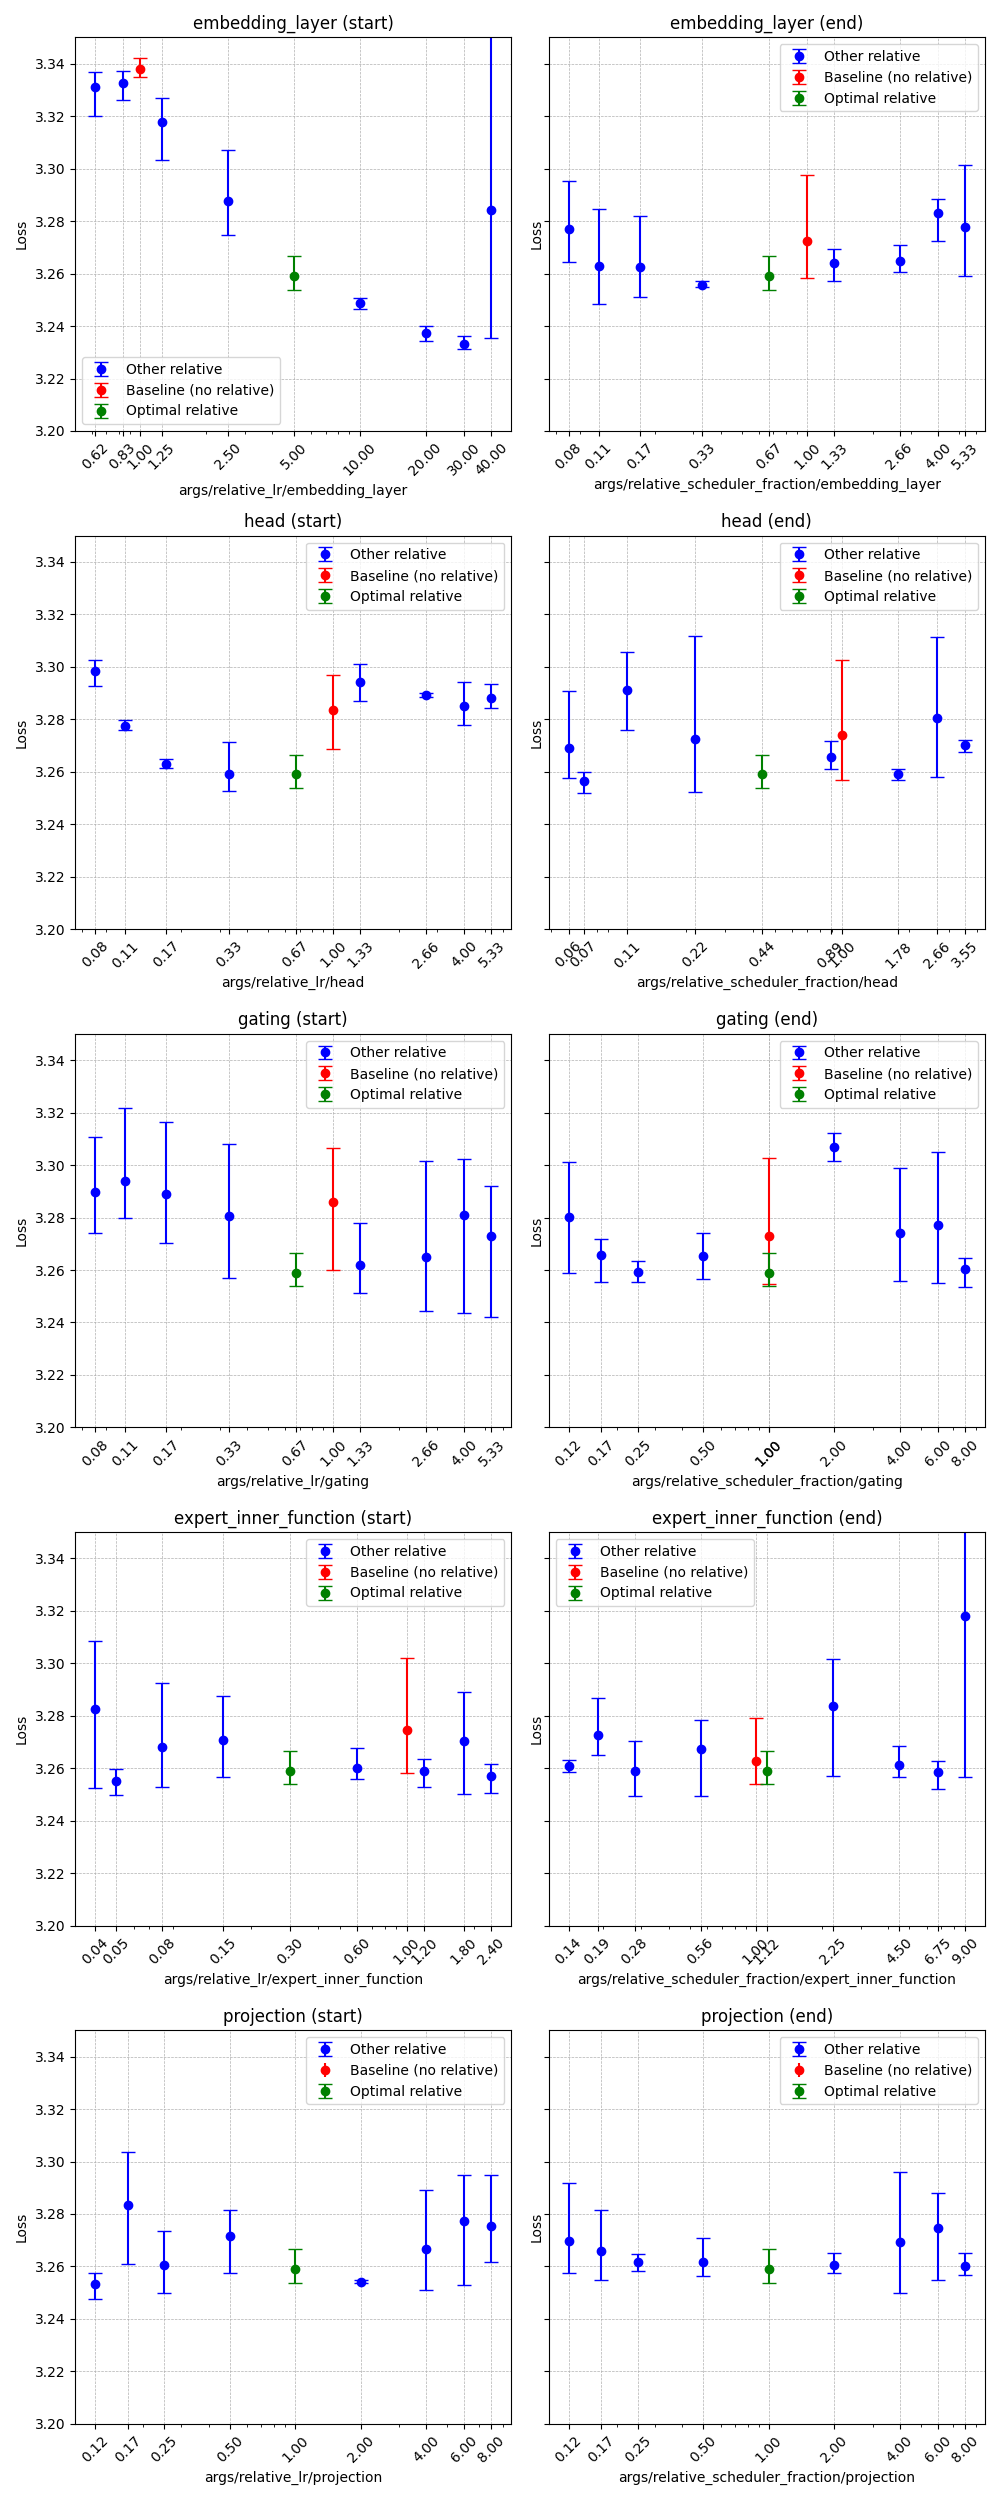 embedding_layer (start)
embedding_layer (end)
3.34
3.32
3.30
3.28
3.26
3.24
3.22
3.20
Loss
Other relative
Baseline (no relative)
Optimal relative
0.62 0.83 1.00 1.25 2.50 5.00 10.00 20.00 30.00 40.00
args/relative_lr/embedding_layer
Loss
Other relative
Baseline (no relative)
Optimal relative
0.08 0.11 0.17 0.33 0.67 1.00 1.33 2.66 4.00 5.33
args/relative_scheduler_fraction/embedding_layer
head (start)
head (end)
3.34
3.32
3.30
3.28
3.26
3.24
3.22
3.20
Loss
Other relative
Baseline (no relative)
Optimal relative
0.08 0.11 0.17 0.33 0.67 1.00 1.33 2.66 4.00 5.33
args/relative_lr/head
Loss
Other relative
Baseline (no relative)
Optimal relative
0.06 0.07 0.11 0.22 0.44 0.89 1.00 1.78 2.66 3.55
args/relative_scheduler_fraction/head
gating (start)
gating (end)
3.34
3.32
3.30
3.28
3.26
3.24
3.22
3.20
Loss
Other relative
Baseline (no relative)
Optimal relative
0.08 0.11 0.17 0.33 0.67 1.00 1.33 2.66 4.00 5.33
args/relative_lr/gating
Loss
Other relative
Baseline (no relative)
Optimal relative
0.12 0.17 0.25 0.50 1.00 2.00 4.00 6.00 8.00
args/relative_scheduler_fraction/gating
expert_inner_function (start)
expert_inner_function (end)
3.34
3.32
3.30
3.28
3.26
3.24
3.22
3.20
Loss
Other relative
Baseline (no relative)
Optimal relative
0.04 0.05 0.08 0.15 0.30 0.60 1.00 1.20 1.80 2.40
args/relative_lr/expert_inner_function
Loss
Other relative
Baseline (no relative)
Optimal relative
0.14 0.19 0.28 0.56 1.00 1.12 2.25 4.50 6.75 9.00
args/relative_scheduler_fraction/expert_inner_function
projection (start)
projection (end)
3.34
3.32
3.30
3.28
3.26
3.24
3.22
3.20
Loss
Other relative
Baseline (no relative)
Optimal relative
0.12 0.17 0.25 0.50 1.00 2.00 4.00 6.00 8.00
args/relative_lr/projection
Loss
Other relative
Baseline (no relative)
Optimal relative
0.12 0.17 0.25 0.50 1.00 2.00 4.00 6.00 8.00
args/relative_scheduler_fraction/projection